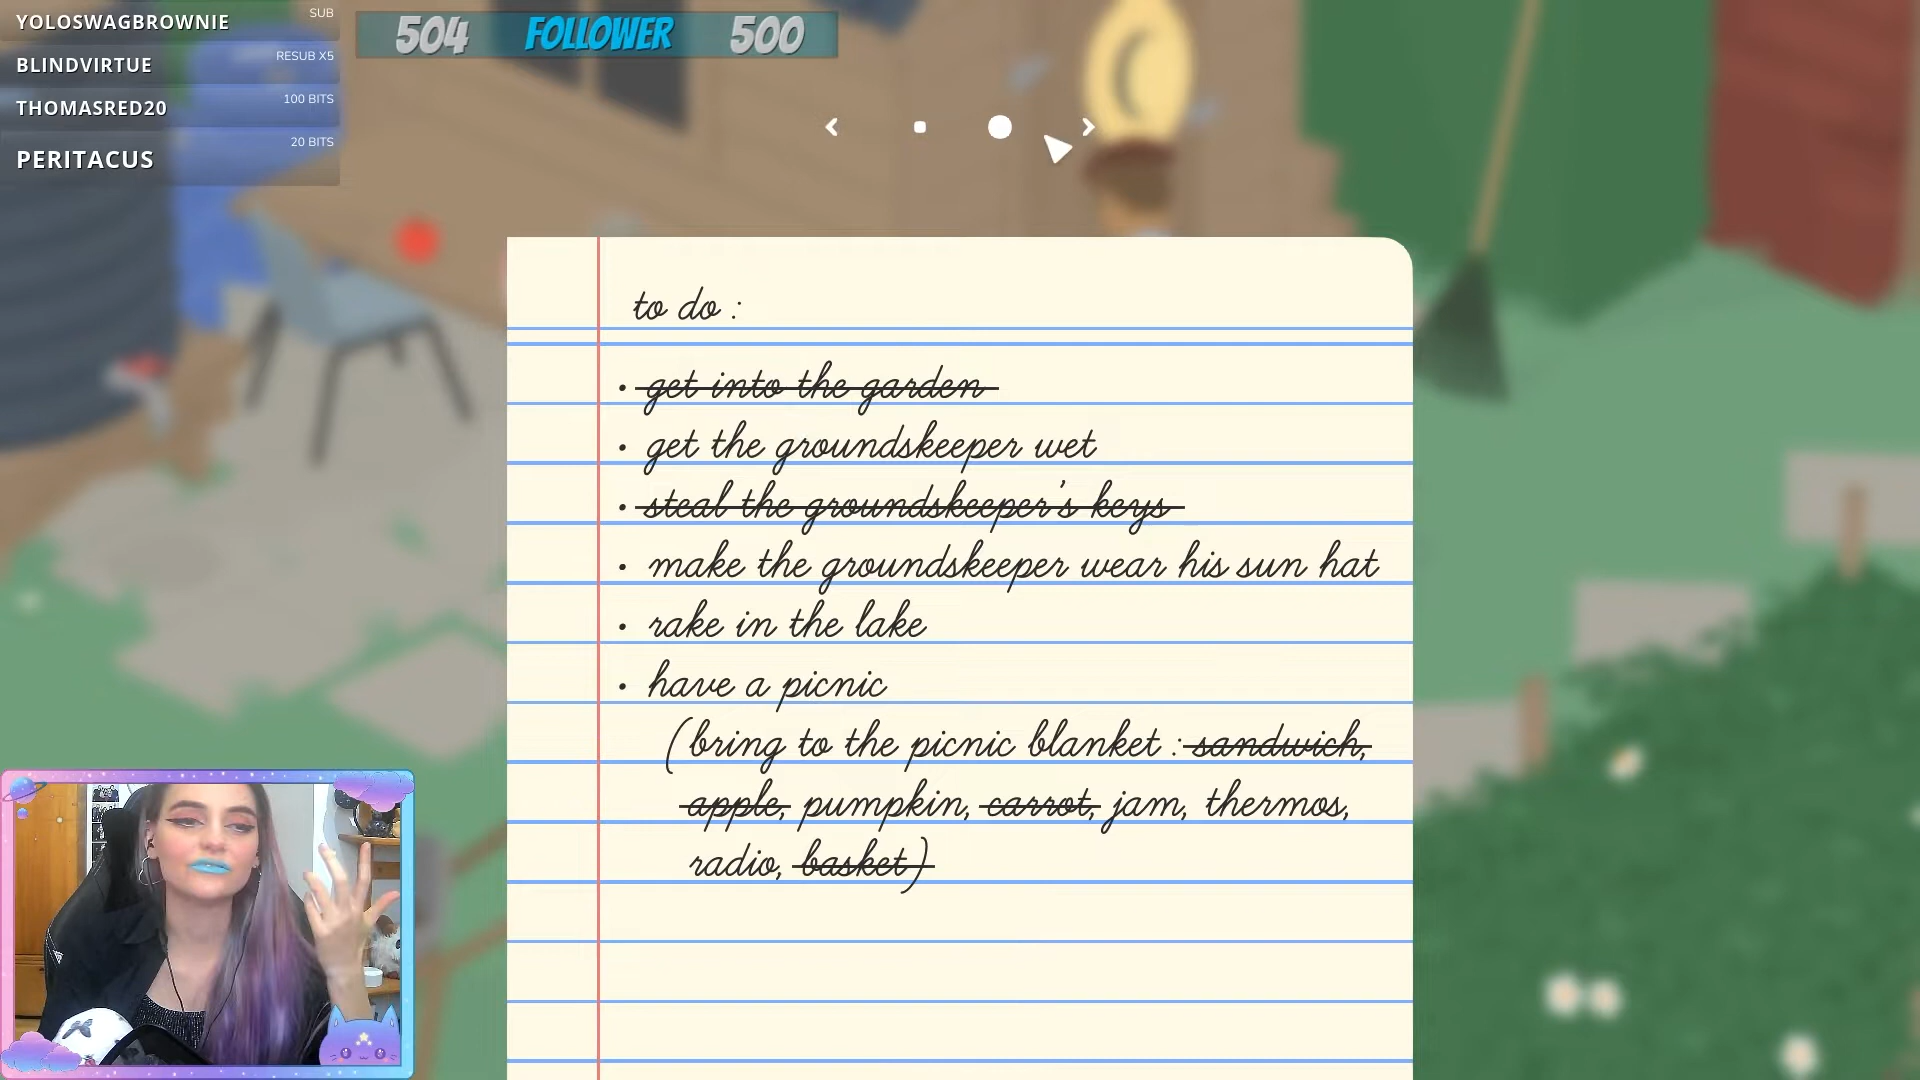 YOLOSWAGBROWNIE SUB
BLINDVIRTUE RESUB X5
THOMASRED20 100 BITS
PERITACUS 20 BITS
504 FOLLOWER 500
to do :
• get into the garden
• get the groundskeeper wet
• steal the groundskeeper's keys
• make the groundskeeper wear his sun hat
• rake in the lake
• have a picnic
(bring to the picnic blanket : sandwich,
apple, pumpkin, carrot, jam, thermos,
radio, basket)